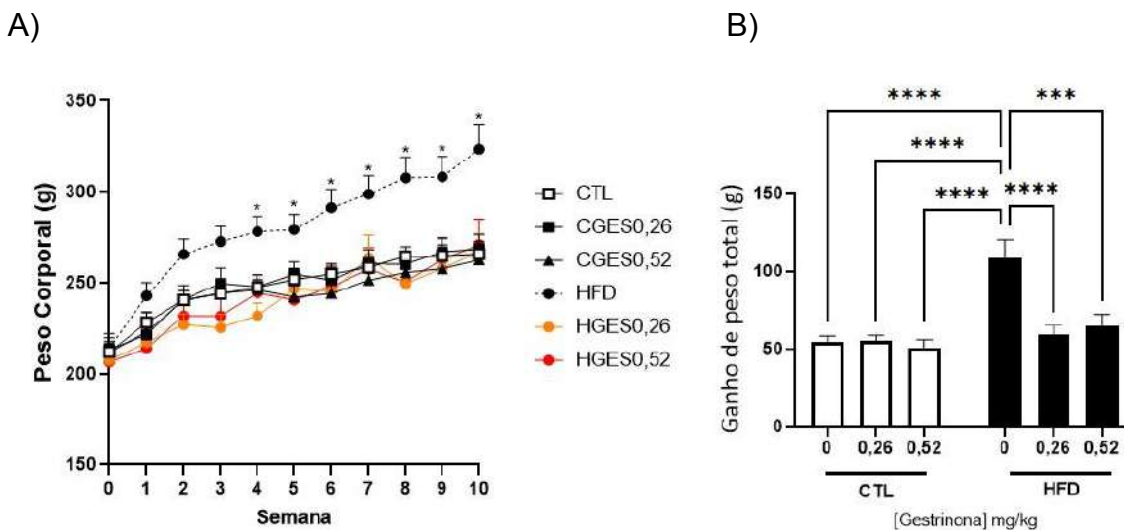 A)
B)
350
300
250
200
150
Peso Corporal (g)
*
*
*
*
*
*
*
0 1 2 3 4 5 6 7 8 9 10
Semana
CTL
CGES0,26
CGES0,52
HFD
HGES0,26
HGES0,52
**** ***
****
**** ****
150
100
50
0
Ganho de peso total (g)
0 0,26 0,52 0 0,26 0,52
CTL HFD
[Gestrinona] mg/kg